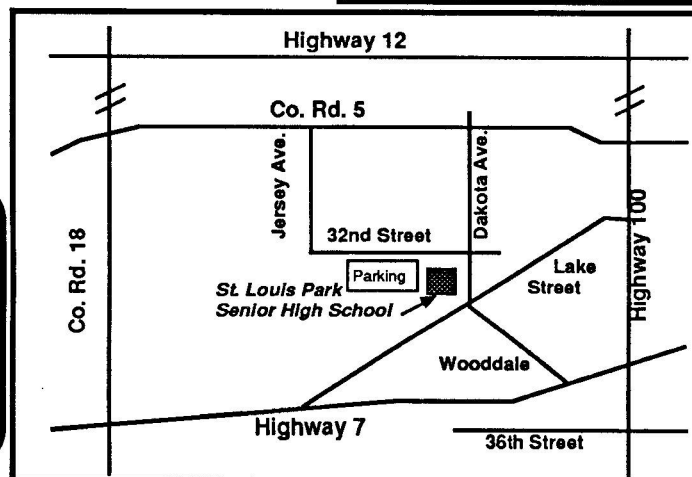 Highway 12
Co. Rd. 5
Jersey Ave.
Dakota Ave.
32nd Street
Parking
St. Louis Park
Senior High School
Co. Rd. 18
Highway 100
Lake
Street
Wooddale
Highway 7
36th Street